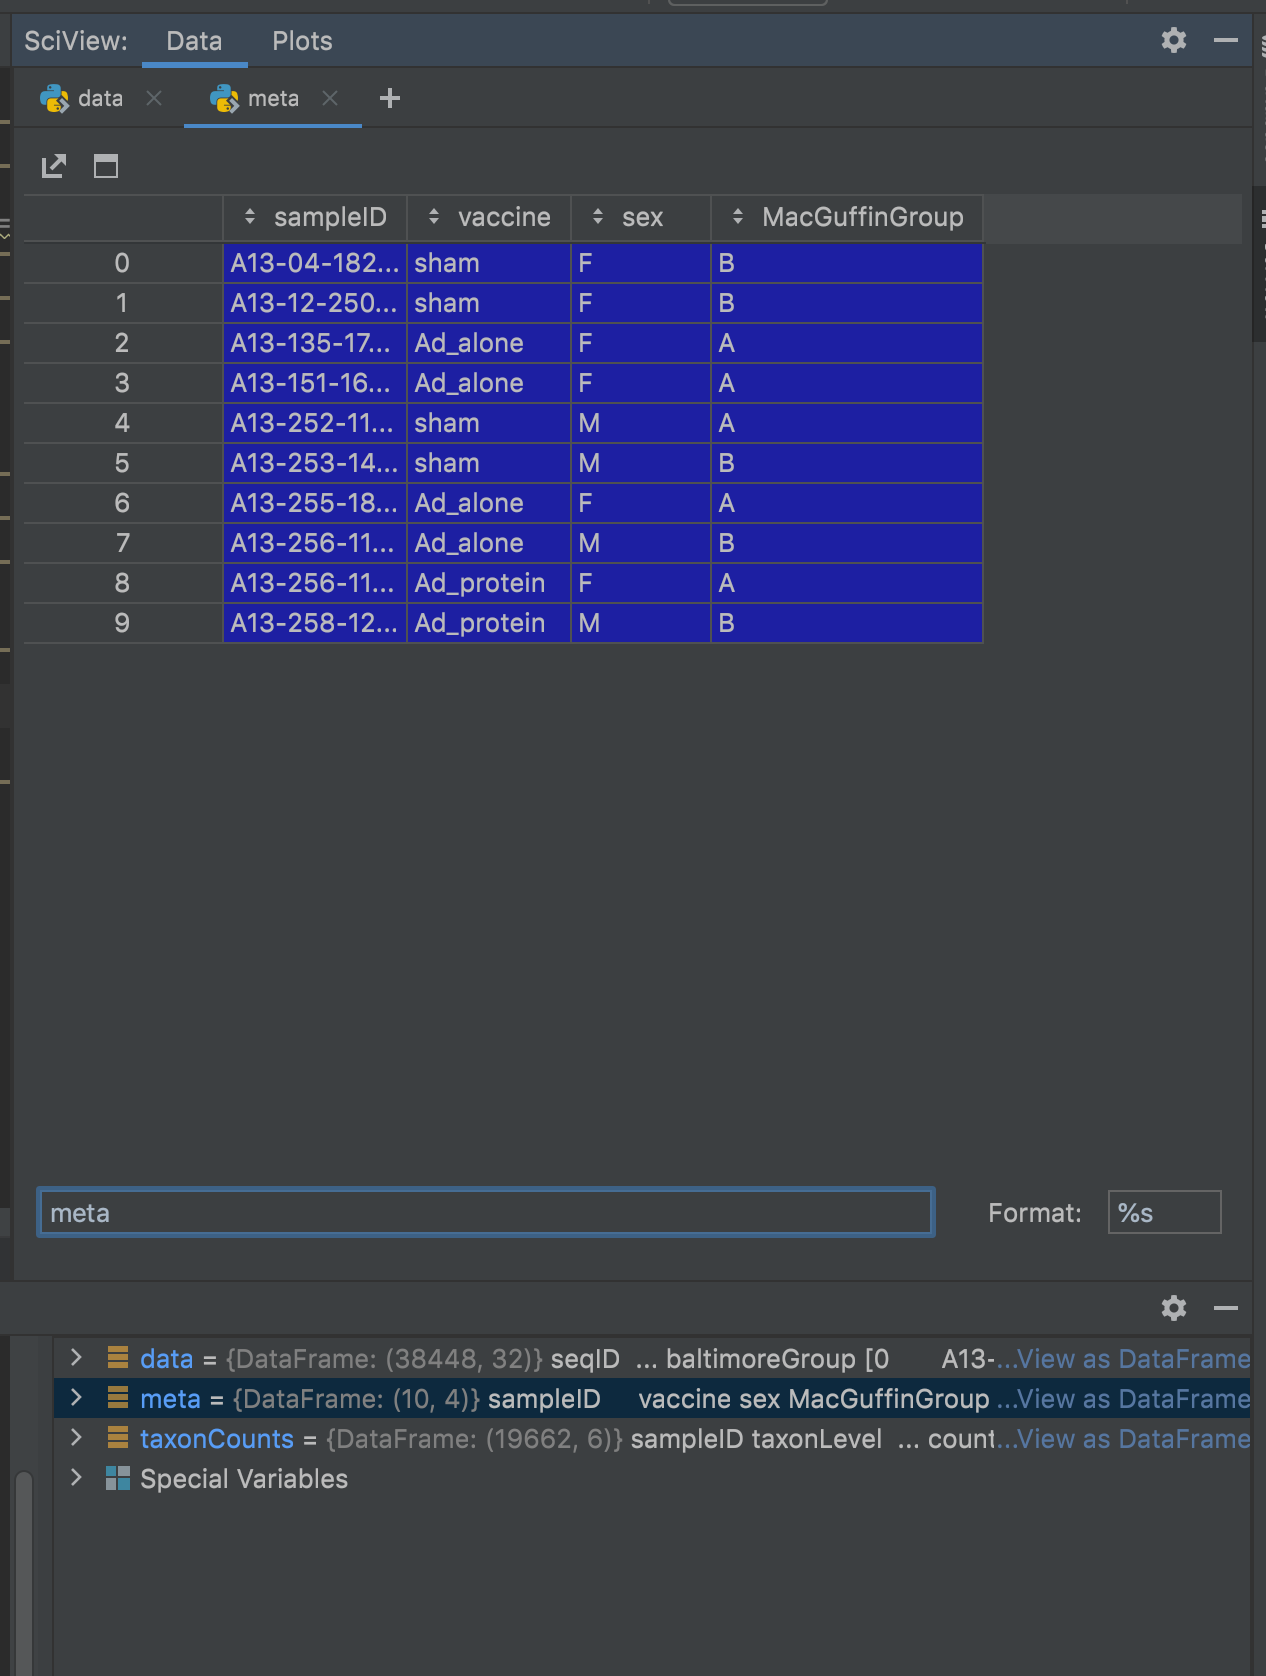 SciView: Data Plots
data meta
sampleID vaccine sex MacGuffinGroup
0 A13-04-182... sham F B
1 A13-12-250... sham F B
2 A13-135-17... Ad_alone F A
3 A13-151-16... Ad_alone F A
4 A13-252-11... sham M A
5 A13-253-14... sham M B
6 A13-255-18... Ad_alone F A
7 A13-256-11... Ad_alone M B
8 A13-256-11... Ad_protein F A
9 A13-258-12... Ad_protein M B
meta Format: %s
data = {DataFrame: (38448, 32)} seqID ... baltimoreGroup [0 A13-...View as DataFrame
meta = {DataFrame: (10, 4)} sampleID vaccine sex MacGuffinGroup ...View as DataFrame
taxonCounts = {DataFrame: (19662, 6)} sampleID taxonLevel ... count...View as DataFrame
Special Variables